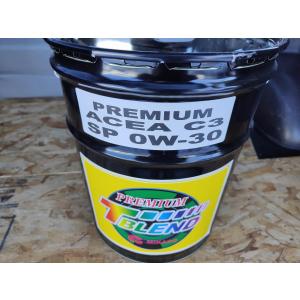 PREMIUM
ACEA C3
SP 0W-30
PREMIUM
T
BLEND